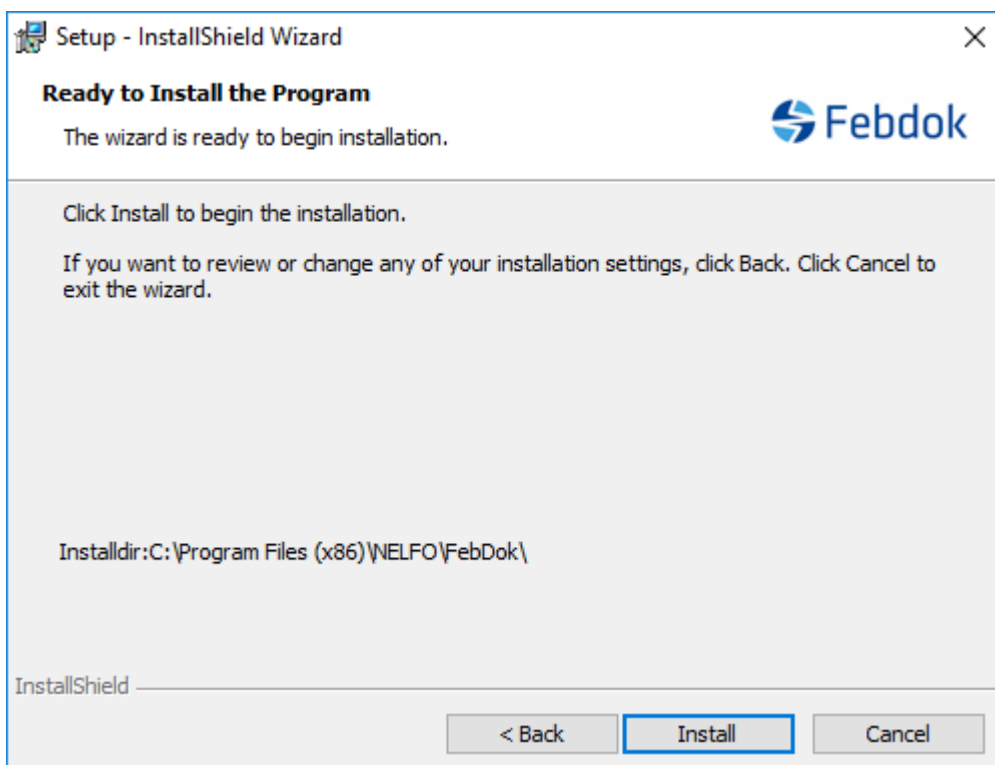 Setup - InstallShield Wizard
Ready to Install the Program
The wizard is ready to begin installation.
Febdok
Click Install to begin the installation.
If you want to review or change any of your installation settings, click Back. Click Cancel to
exit the wizard.
Installdir:C:\Program Files (x86)\NELFO\FebDok\
InstallShield
< Back
Install
Cancel